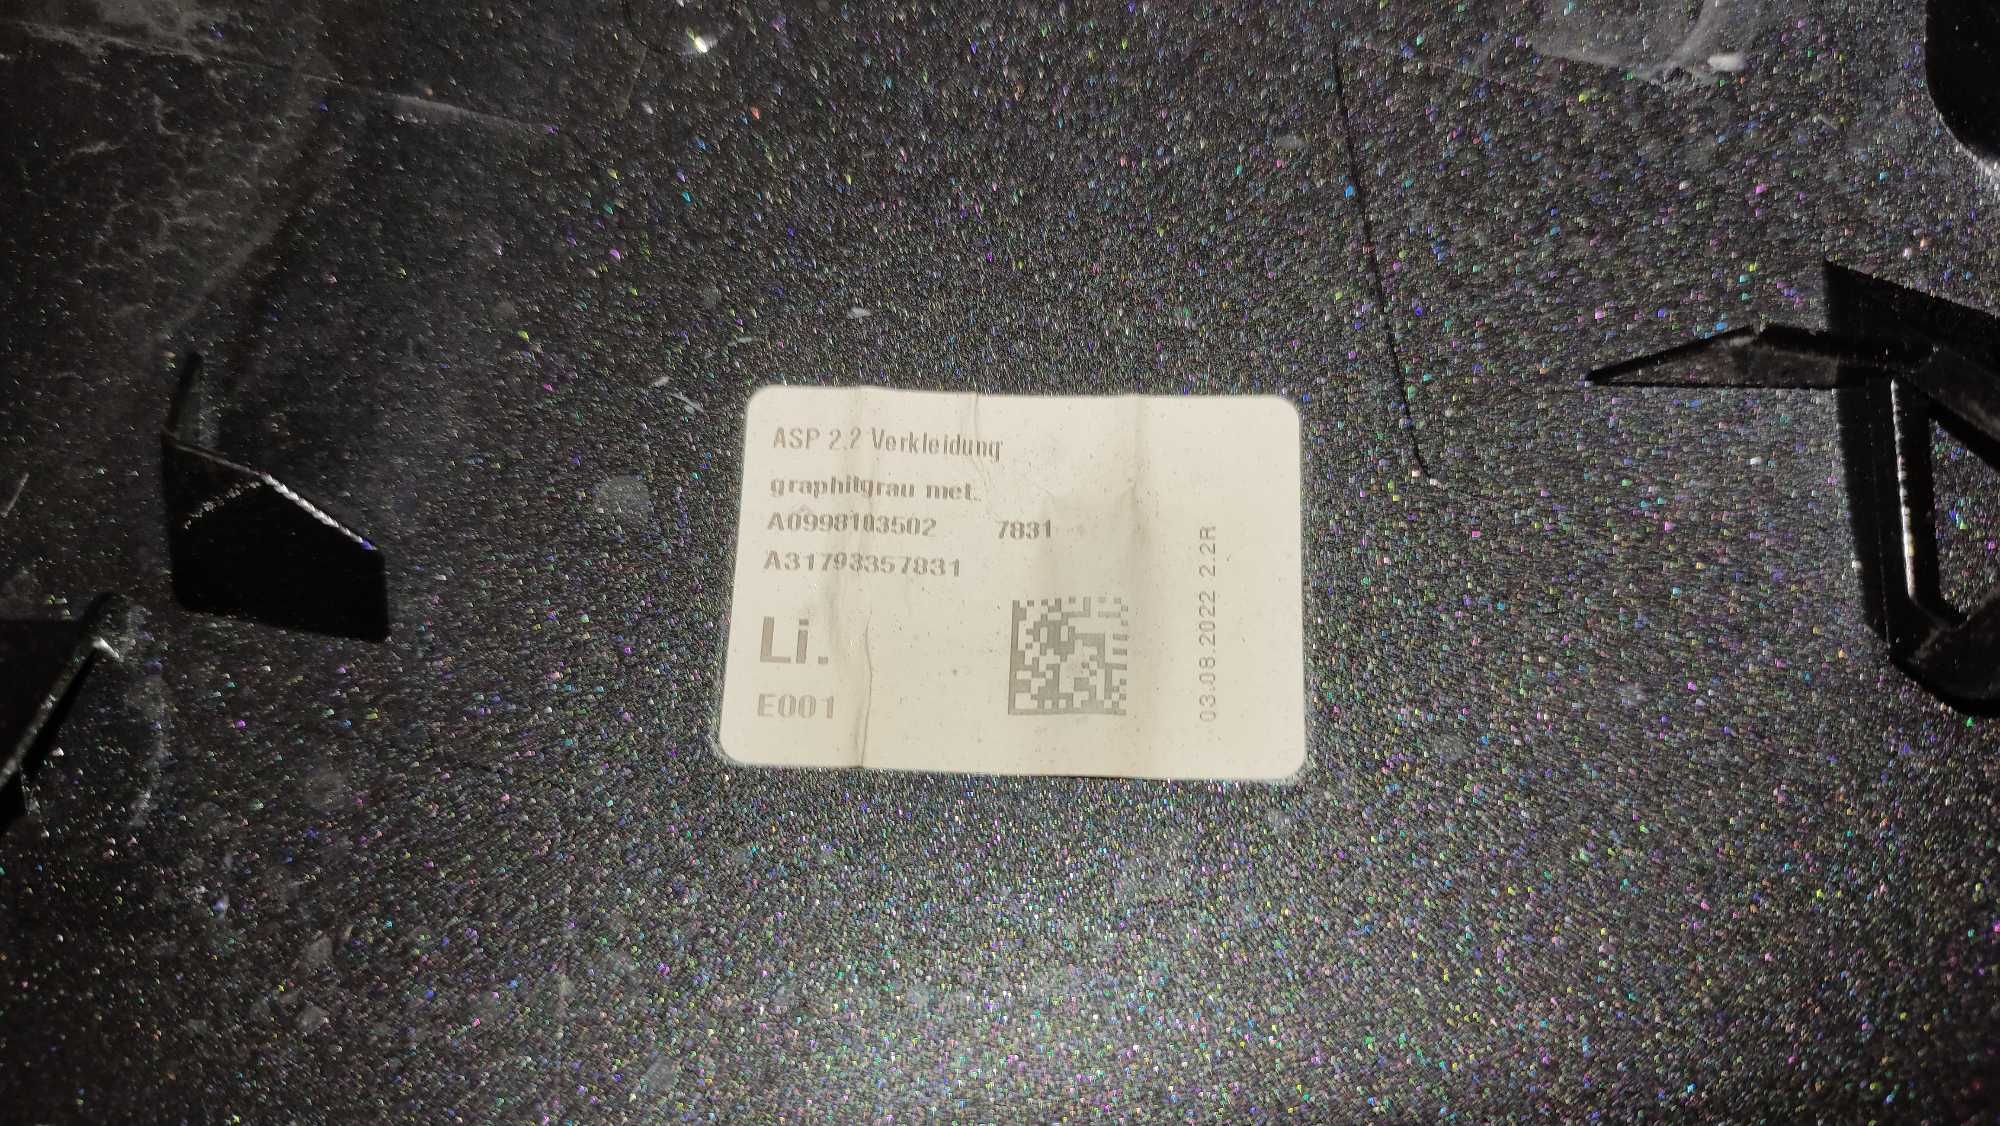 ASP 2.2 Verkleidung
graphitgrau met.
A0998103502 7831
A31793357831
Li.
E001
03.08.2022 2.2R